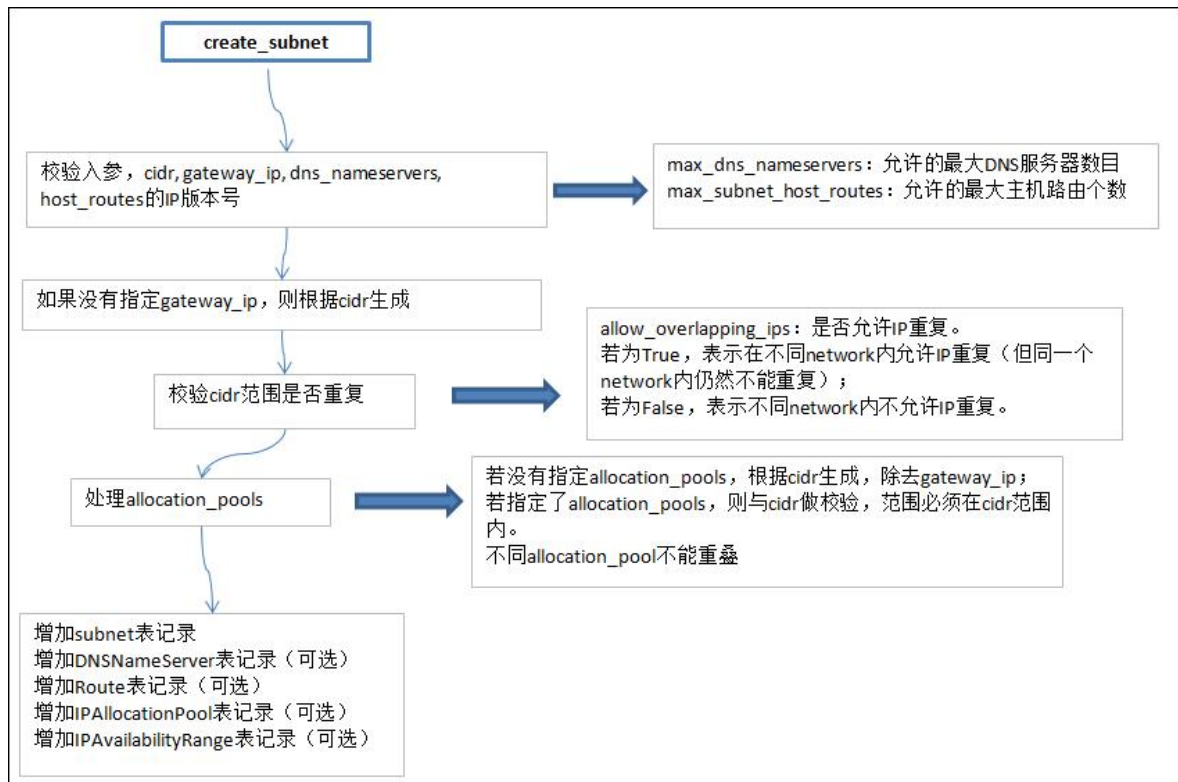 create_subnet
校验入参，cidr, gateway_ip, dns_nameservers,
host_routes的IP版本号
max_dns_nameservers：允许的最大DNS服务器数目
max_subnet_host_routes：允许的最大主机路由个数
如果没有指定gateway_ip，则根据cidr生成
校验cidr范围是否重复
allow_overlapping_ips：是否允许IP重复。
若为True，表示在不同network内允许IP重复（但同一个
network内仍然不能重复）；
若为False，表示不同network内不允许IP重复。
处理allocation_pools
若没有指定allocation_pools，根据cidr生成，除去gateway_ip；
若指定了allocation_pools，则与cidr做校验，范围必须在cidr范围
内。
不同allocation_pool不能重叠
增加subnet表记录
增加DNSNameServer表记录（可选）
增加Route表记录（可选）
增加IPAllocationPool表记录（可选）
增加IPAvailabilityRange表记录（可选）